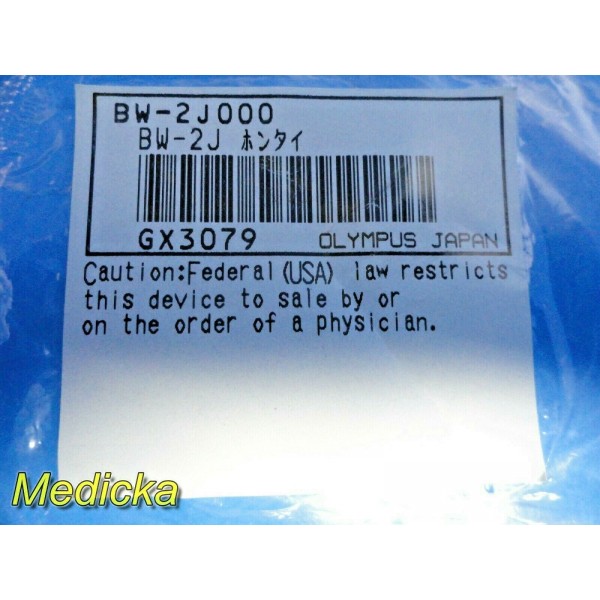 BW-2J000
BW-2J ホンタイ
GX3079 OLYMPUS JAPAN
Caution:Federal(USA) law restricts
this device to sale by or
on the order of a physician.
Medicka